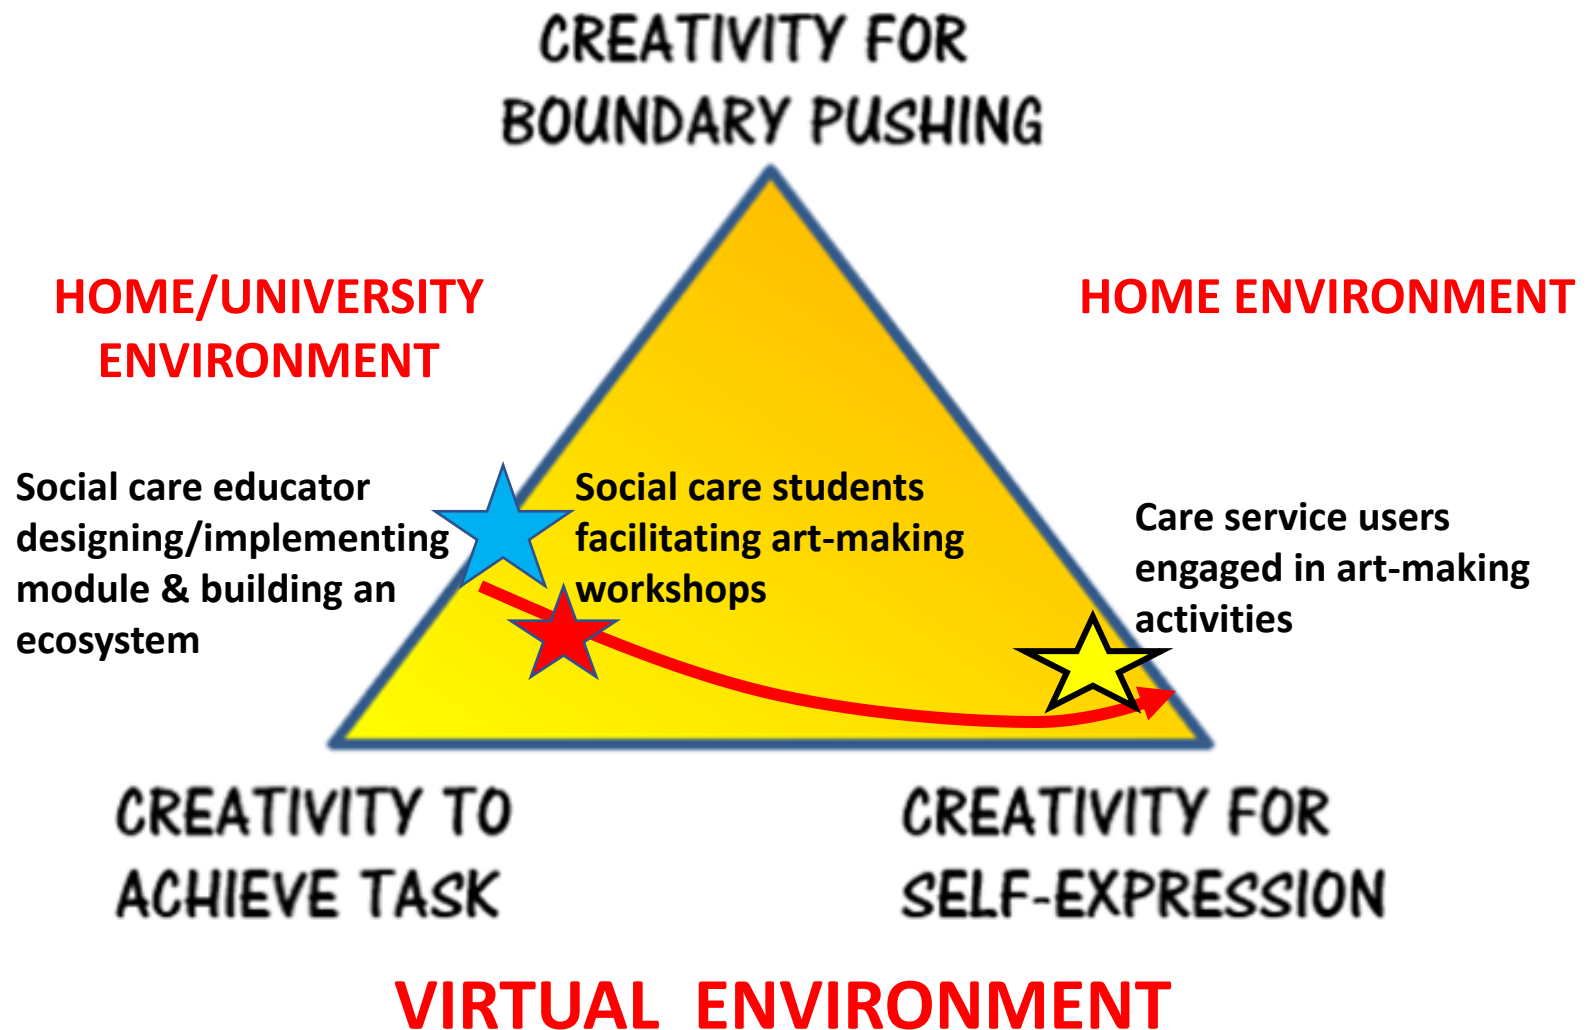 CREATIVITY FOR
BOUNDARY PUSHING
HOME/UNIVERSITY
ENVIRONMENT
HOME ENVIRONMENT
Social care educator
designing/implementing
module & building an
ecosystem
Social care students
facilitating art-making
workshops
Care service users
engaged in art-making
activities
CREATIVITY TO
ACHIEVE TASK
CREATIVITY FOR
SELF-EXPRESSION
VIRTUAL ENVIRONMENT